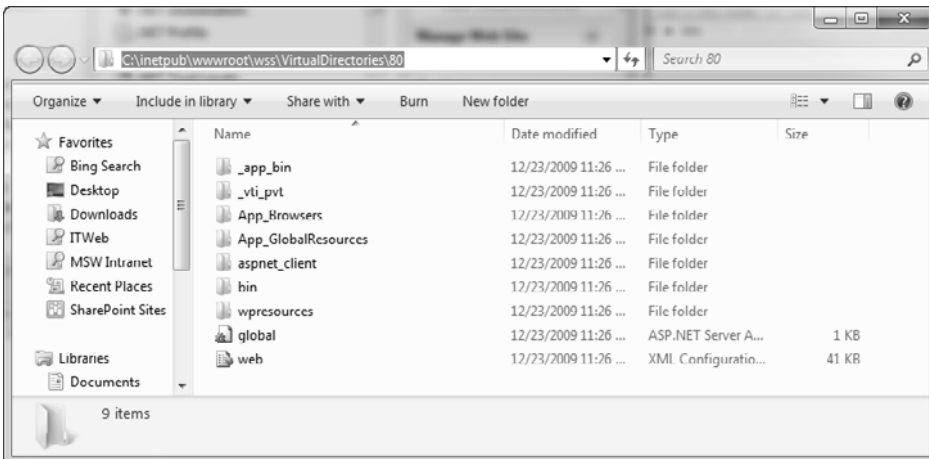 .NET Profile
Manage Web Site
C:\inetpub\wwwroot\wss\VirtualDirectories\80
Search 80
Organize Include in library Share with Burn New folder
Name Date modified Type Size
Favorites
Bing Search
Desktop
Downloads
ITWeb
MSW Intranet
Recent Places
SharePoint Sites
Libraries
Documents
_app_bin 12/23/2009 11:26 ... File folder
_vti_pvt 12/23/2009 11:26 ... File folder
App_Browsers 12/23/2009 11:26 ... File folder
App_GlobalResources 12/23/2009 11:26 ... File folder
aspnet_client 12/23/2009 11:26 ... File folder
bin 12/23/2009 11:26 ... File folder
wpresources 12/23/2009 11:26 ... File folder
global 12/23/2009 11:26 ... ASP.NET Server A... 1 KB
web 12/23/2009 11:26 ... XML Configuratio... 41 KB
9 items